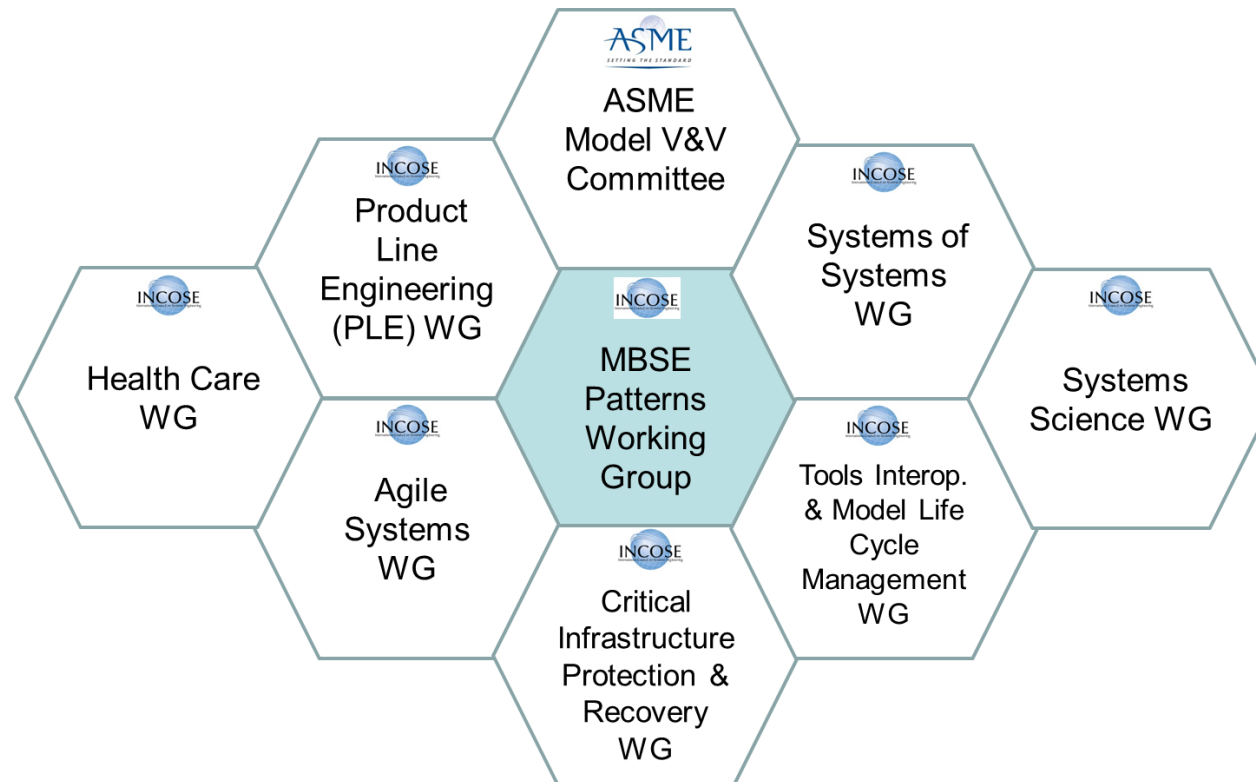 ASME
SETTING THE STANDARD
ASME
Model V&V
Committee
INCOSE
Product
Line
Engineering
(PLE) WG
INCOSE
Systems of
Systems
WG
INCOSE
Health Care
WG
INCOSE
MBSE
Patterns
Working
Group
INCOSE
Systems
Science WG
INCOSE
Agile
Systems
WG
INCOSE
Tools Interop.
& Model Life
Cycle
Management
WG
INCOSE
Critical
Infrastructure
Protection &
Recovery
WG